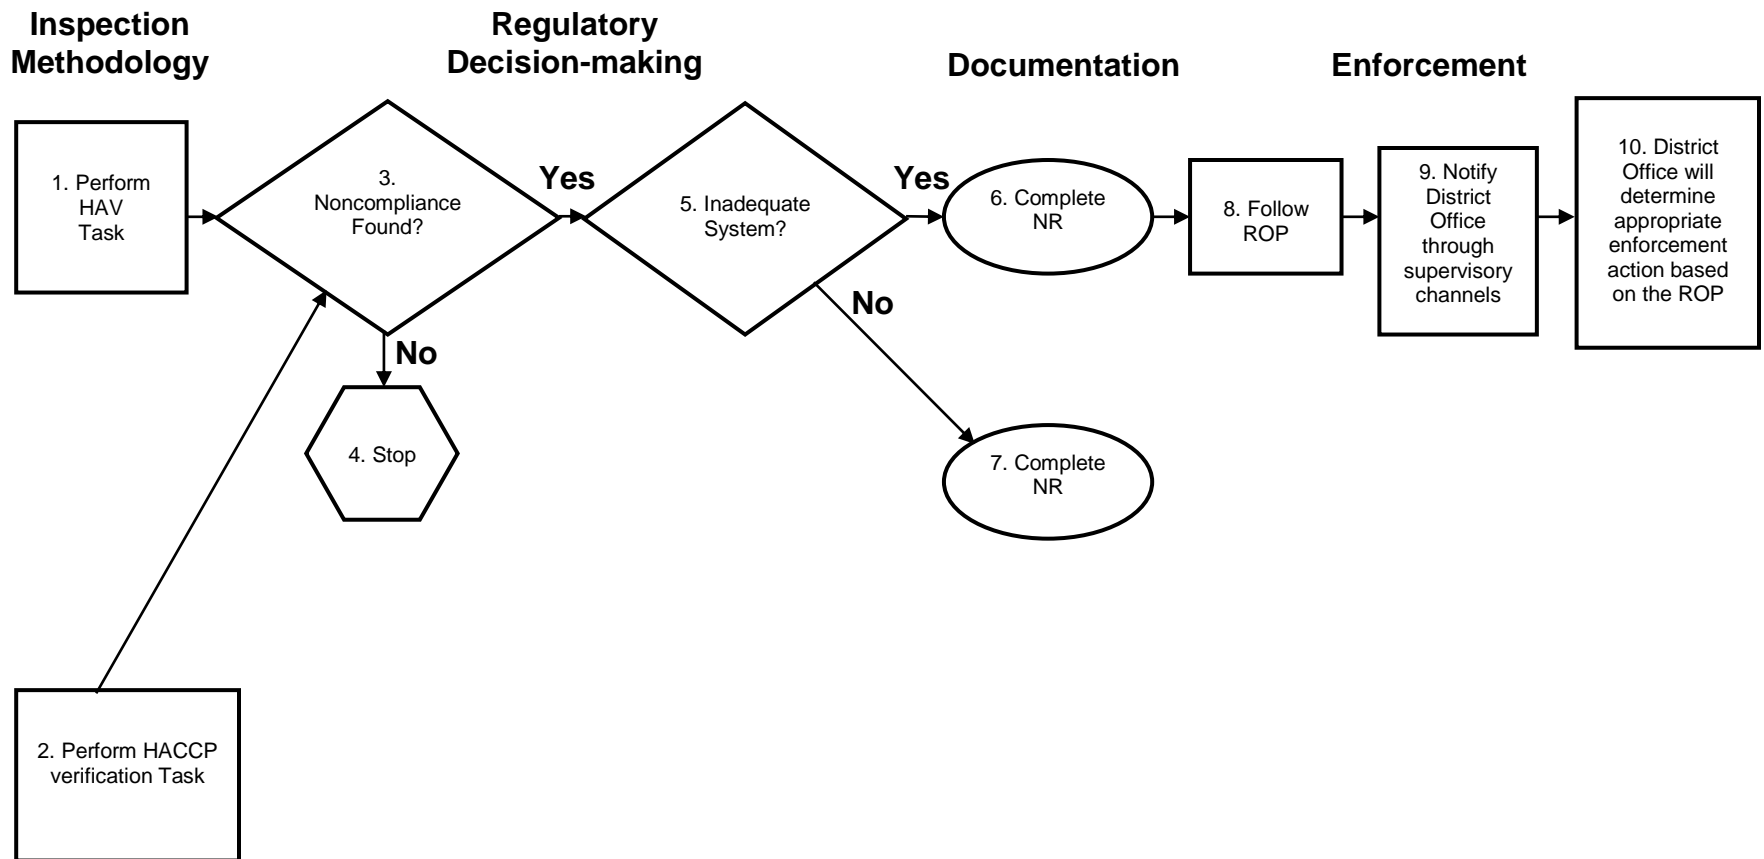 Inspection
Methodology
Regulatory
Decision-making
Documentation
Enforcement
1. Perform
HAV
Task
3.
Noncompliance
Found?
Yes
5. Inadequate
System?
Yes
6. Complete
NR
8. Follow
ROP
9. Notify
District
Office
through
supervisory
channels
10. District
Office will
determine
appropriate
enforcement
action based
on the ROP
No
No
4. Stop
7. Complete
NR
2. Perform HACCP
verification Task